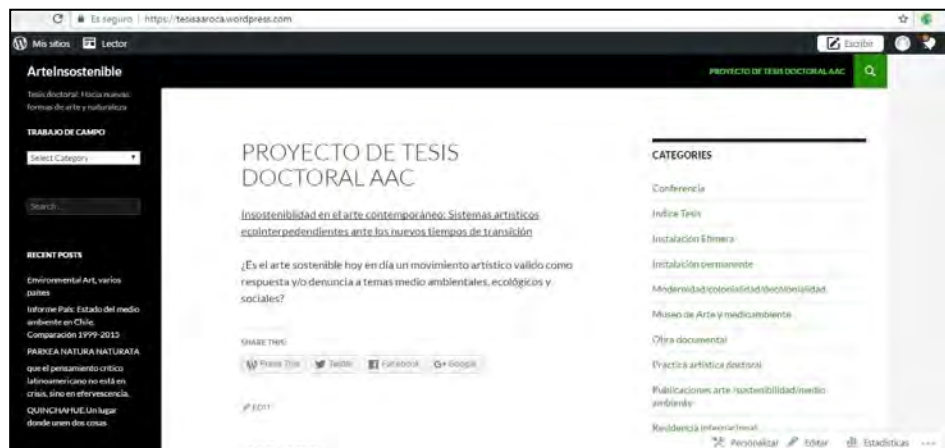 Es seguro | https://tesisaaroca.wordpress.com
Mis sitios Lector Escribir
ArteInsostenible
PROYECTO DE TESIS DOCTORAL AAC
Tesis doctoral: Hacia nuevas
formas de arte y naturaleza
TRABAJO DE CAMPO
Select Category
Search ...
RECENT POSTS
Environmental Art, varios
países
Informe País: Estado del medio
ambiente en Chile.
Comparación 1999-2015
PARKEA NATURA NATURATA
que el pensamiento crítico
latinoamericano no está en
crisis, sino en efervescencia.
QUINCHAHUE.Un lugar
donde unen dos cosas
PROYECTO DE TESIS
DOCTORAL AAC
Insosteniblidad en el arte contemporáneo: Sistemas artísticos
ecointerpedendientes ante los nuevos tiempos de transición
¿Es el arte sostenible hoy en día un movimiento artístico valido como
respuesta y/o denuncia a temas medio ambientales, ecológicos y
sociales?
SHARE THIS:
Press This Twitter Facebook G+ Google
EDIT
CATEGORIES
Conferencia
Indice Tesis
Instalación Efímera
Instalación permanente
Modernidad/colonialidad/decolonialidad
Museo de Arte y medioambiente
Obra documental
Práctica artística doctoral
Publicaciones arte /sostenibilidad/medio
ambiente
Residencia internacional
Personalizar Editar Estadísticas